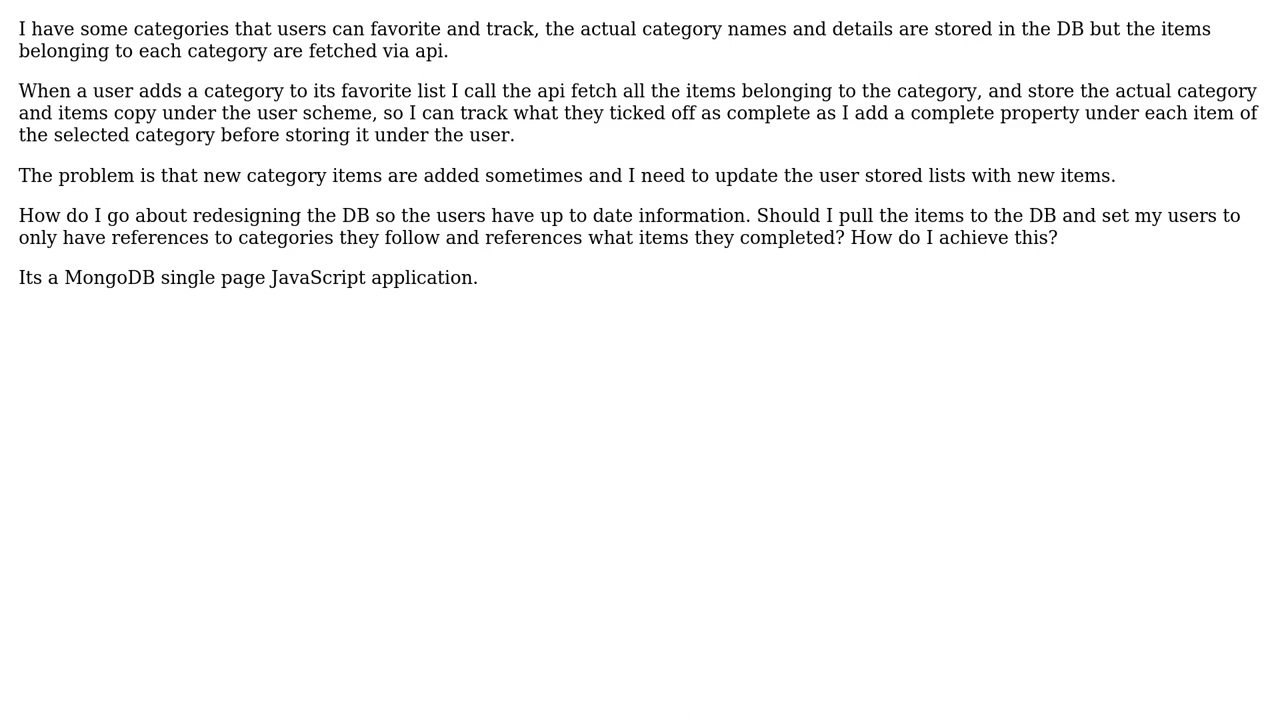 I have some categories that users can favorite and track, the actual category names and details are stored in the DB but the items
belonging to each category are fetched via api.
When a user adds a category to its favorite list I call the api fetch all the items belonging to the category, and store the actual category
and items copy under the user scheme, so I can track what they ticked off as complete as I add a complete property under each item of
the selected category before storing it under the user.
The problem is that new category items are added sometimes and I need to update the user stored lists with new items.
How do I go about redesigning the DB so the users have up to date information. Should I pull the items to the DB and set my users to
only have references to categories they follow and references what items they completed? How do I achieve this?
Its a MongoDB single page JavaScript application.